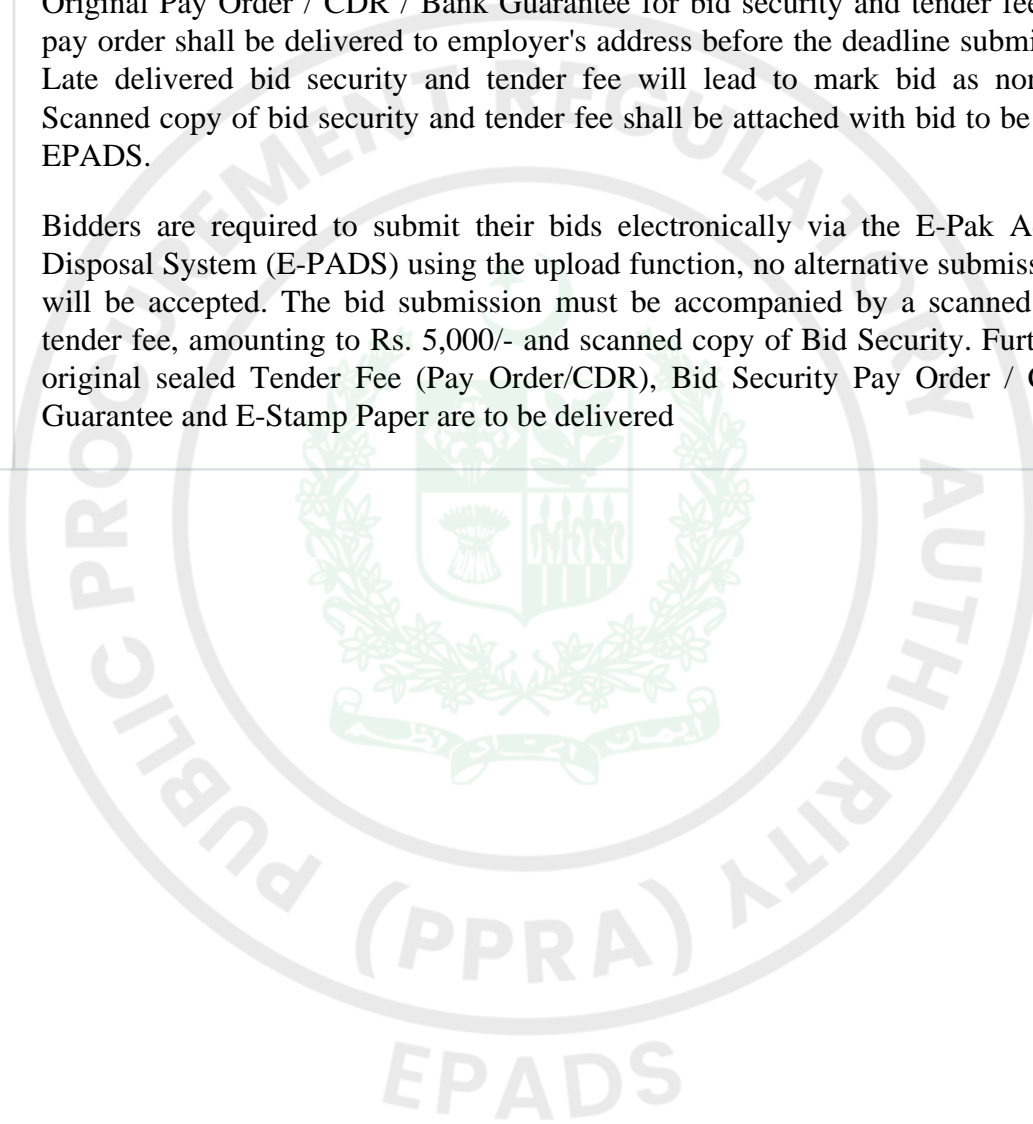 Original Pay Order / CDR / Bank Guarantee for bid security and tender fee
pay order shall be delivered to employer's address before the deadline submi
Late delivered bid security and tender fee will lead to mark bid as nor
Scanned copy of bid security and tender fee shall be attached with bid to be
EPADS.
Bidders are required to submit their bids electronically via the E-Pak A
Disposal System (E-PADS) using the upload function, no alternative submiss
will be accepted. The bid submission must be accompanied by a scanned
tender fee, amounting to Rs. 5,000/- and scanned copy of Bid Security. Furt
original sealed Tender Fee (Pay Order/CDR), Bid Security Pay Order /
Guarantee and E-Stamp Paper are to be delivered
PUBLIC PROCUREMENT REGULATORY AUTHORITY
(PPRA)
EPADS